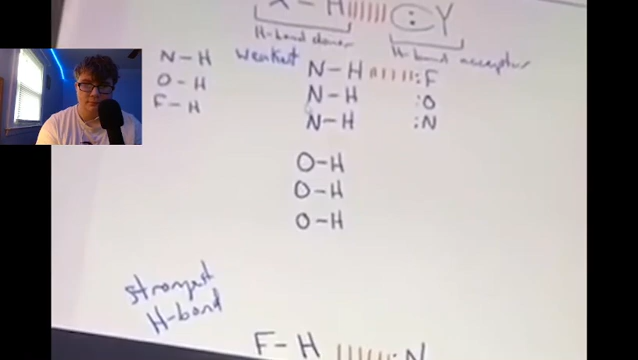 X – H :Y
H-bond donor H-bond acceptor
N – H weakest N – H :F
O – H N – H :O
F – H N – H :N
O – H
O – H
O – H
strongest
H-bond
F – H :N